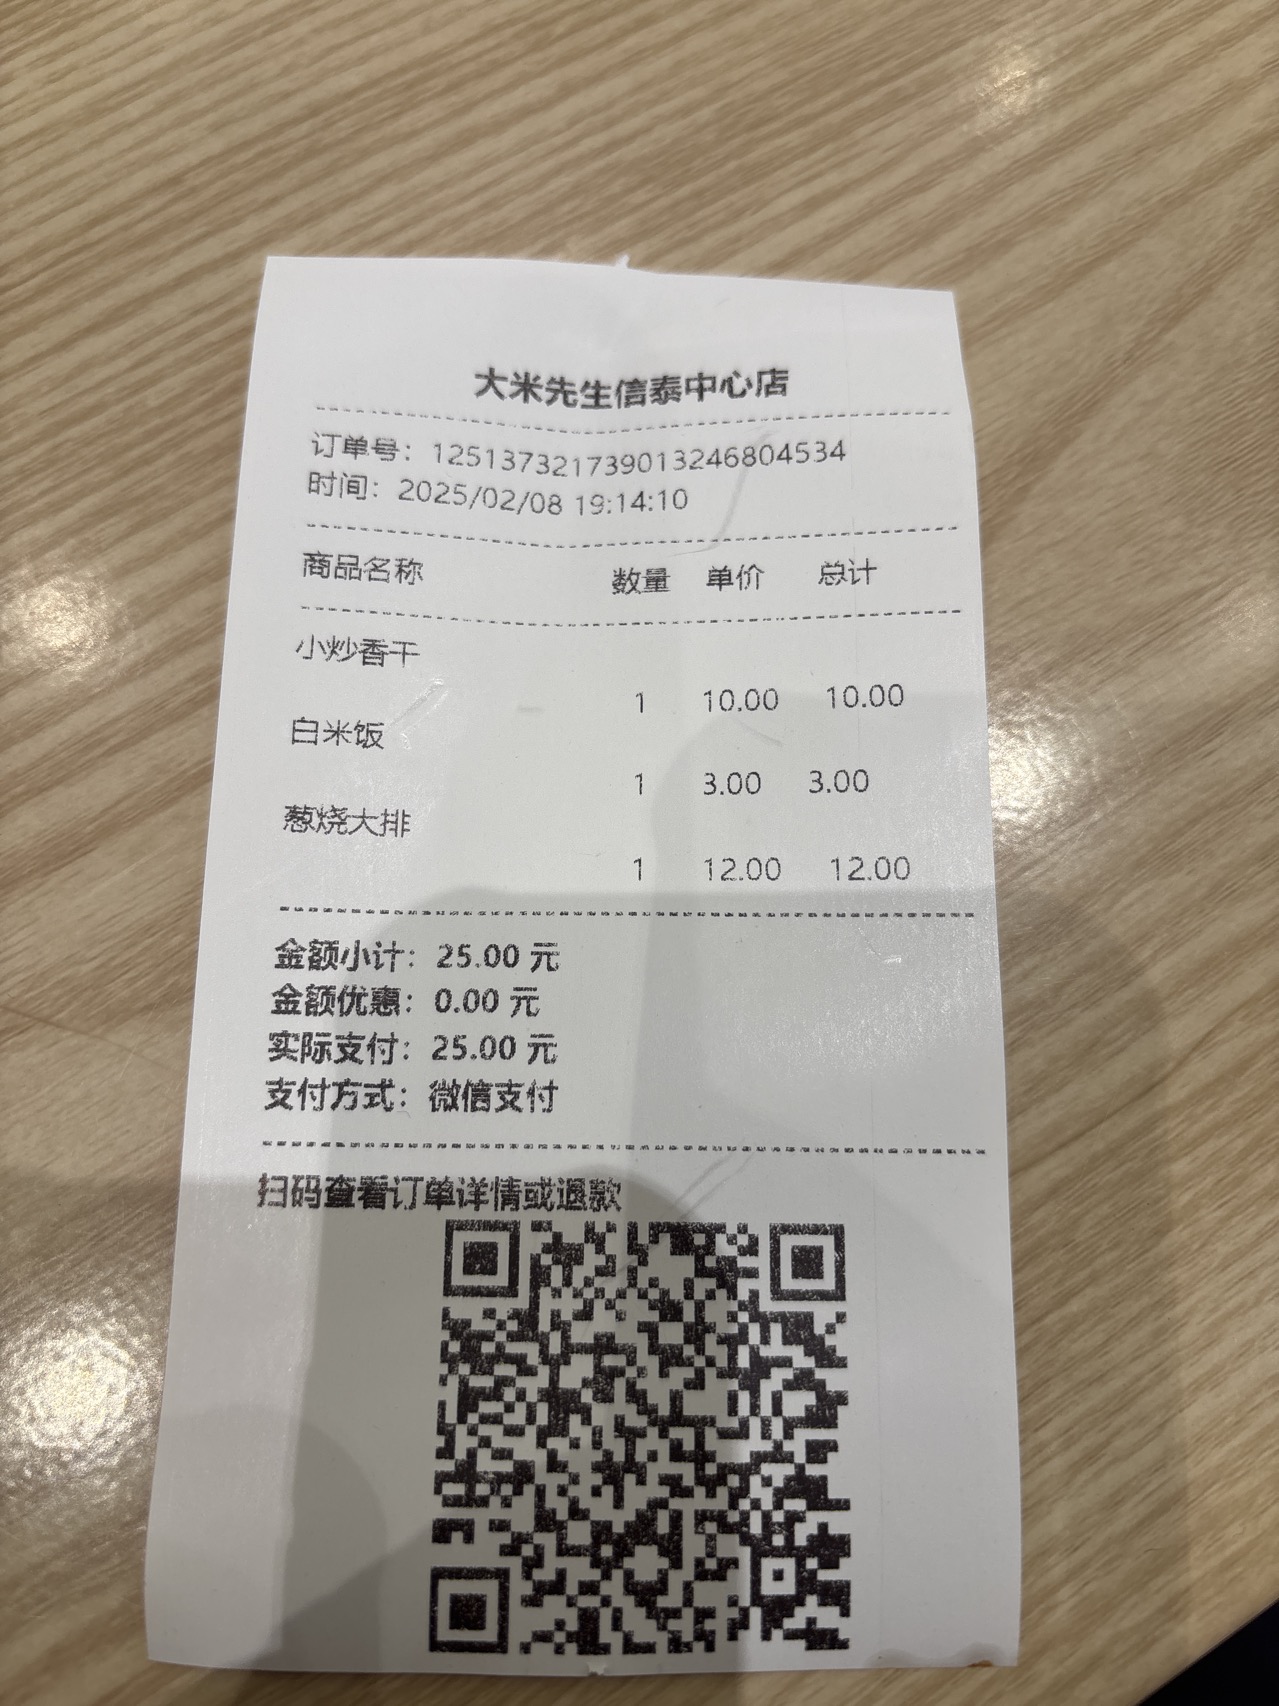 大米先生信泰中心店
订单号：1251373217390132468045​34
时间：2025/02/08 19:14:10
商品名称 数量 单价 总计
小炒香干
1 10.00 10.00
白米饭
1 3.00 3.00
葱烧大排
1 12.00 12.00
金额小计：25.00 元
金额优惠：0.00 元
实际支付：25.00 元
支付方式：微信支付
扫码查看订单详情或退款